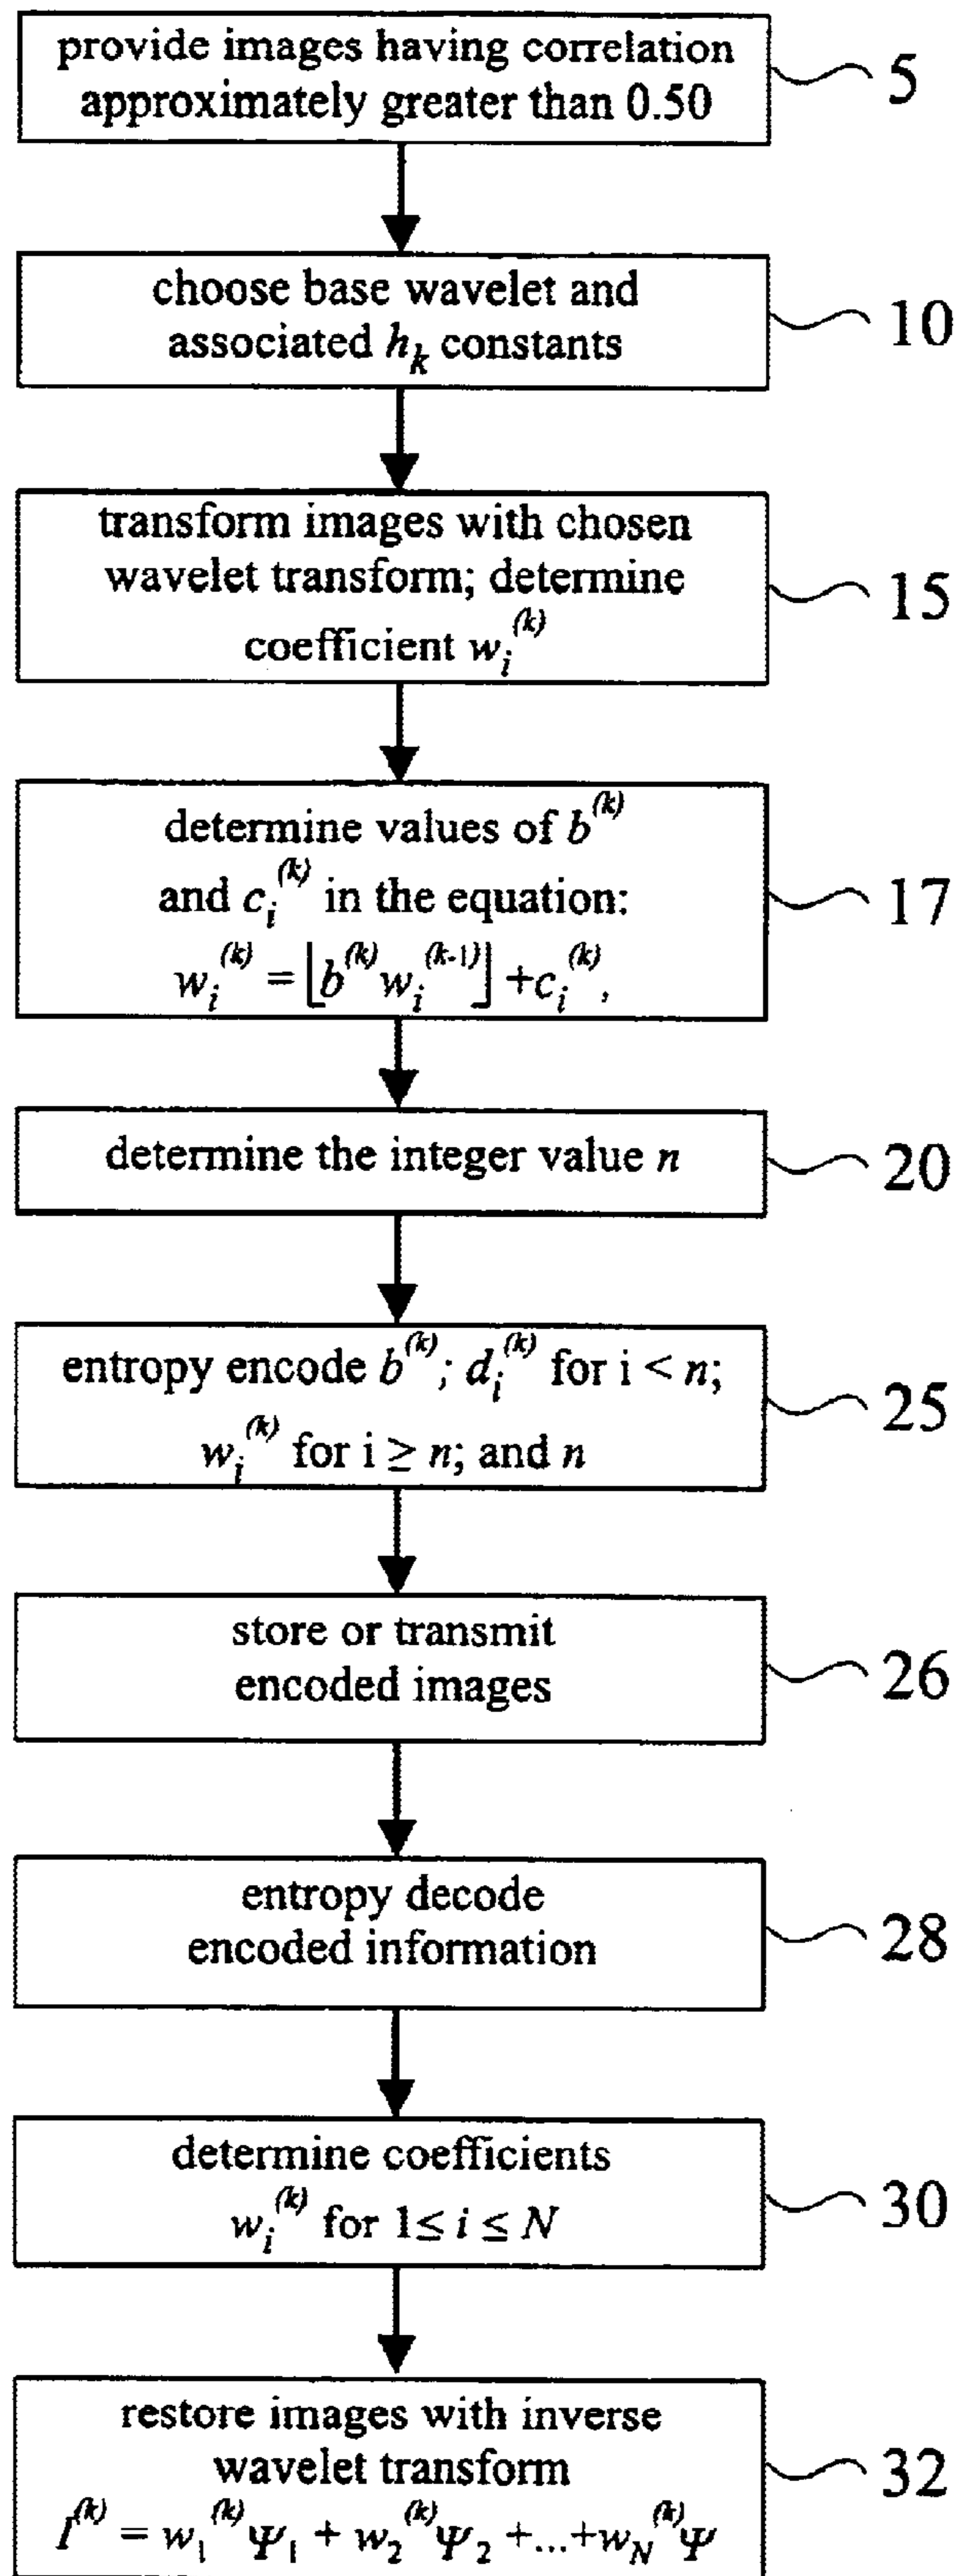 provide images having correlation
approximately greater than 0.50
5
choose base wavelet and
associated h_k constants
10
transform images with chosen
wavelet transform; determine
coefficient w_i^(k)
15
determine values of b^(k)
and c_i^(k) in the equation:
w_i^(k) = ⌊b^(k) w_i^(k-1)⌋ +c_i^(k),
17
determine the integer value n
20
entropy encode b^(k); d_i^(k) for i < n;
w_i^(k) for i ≥ n; and n
25
store or transmit
encoded images
26
entropy decode
encoded information
28
determine coefficients
w_i^(k) for 1≤ i ≤ N
30
restore images with inverse
wavelet transform
I^(k) = w_1^(k) Ψ_1 + w_2^(k) Ψ_2 +...+w_N^(k) Ψ
32